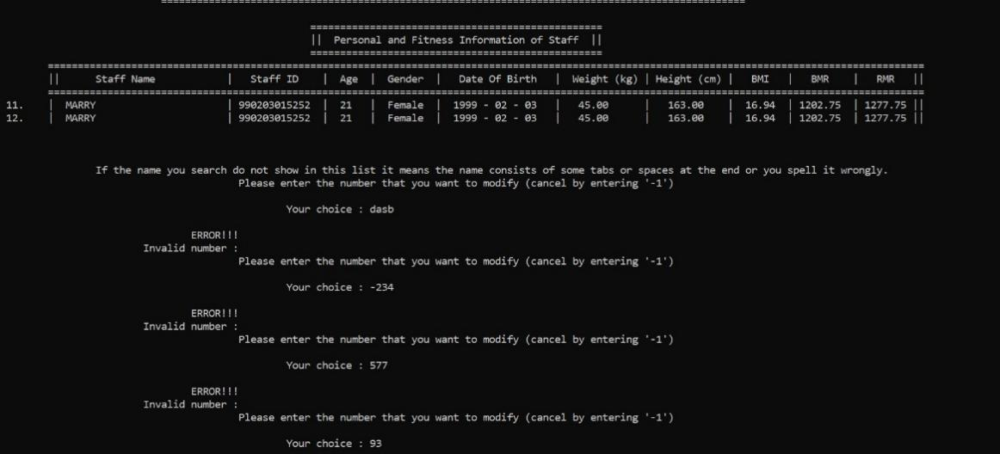 ================================================================================
=================================================
|| Personal and Fitness Information of Staff ||
=================================================
================================================================================
|| Staff Name | Staff ID | Age | Gender | Date Of Birth | Weight (kg) | Height (cm) | BMI | BMR | RMR ||
================================================================================
11. | MARRY | 990203015252 | 21 | Female | 1999 - 02 - 03 | 45.00 | 163.00 | 16.94 | 1202.75 | 1277.75 ||
12. | MARRY | 990203015252 | 21 | Female | 1999 - 02 - 03 | 45.00 | 163.00 | 16.94 | 1202.75 | 1277.75 ||
If the name you search do not show in this list it means the name consists of some tabs or spaces at the end or you spell it wrongly.
Please enter the number that you want to modify (cancel by entering '-1')
Your choice : dasb
ERROR!!!
Invalid number :
Please enter the number that you want to modify (cancel by entering '-1')
Your choice : -234
ERROR!!!
Invalid number :
Please enter the number that you want to modify (cancel by entering '-1')
Your choice : 577
ERROR!!!
Invalid number :
Please enter the number that you want to modify (cancel by entering '-1')
Your choice : 93